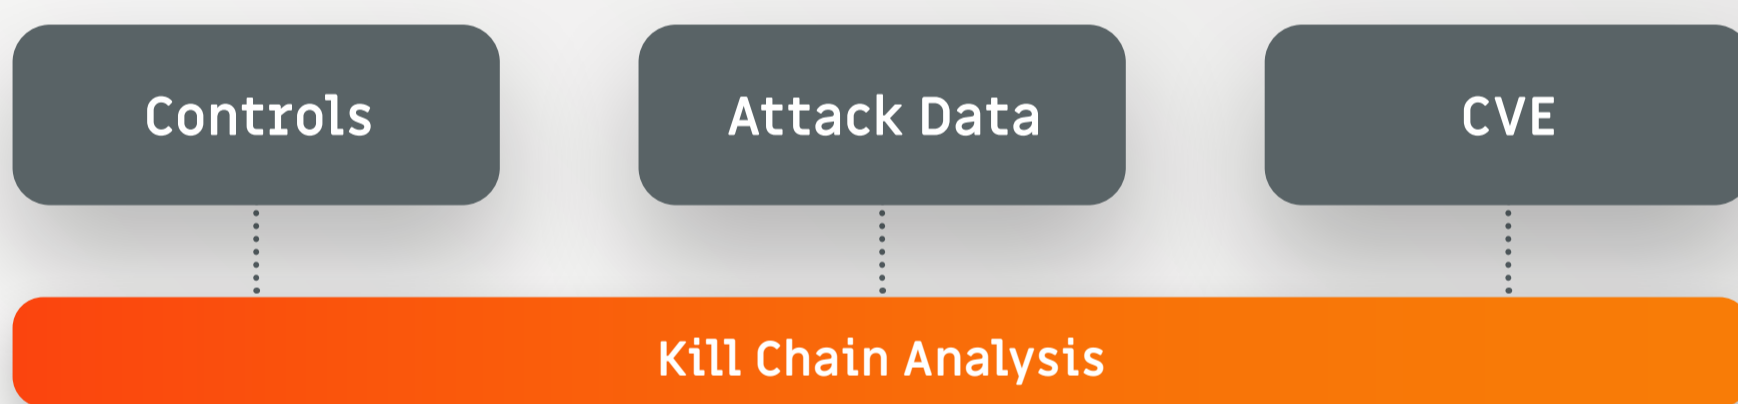 Controls
Attack Data
CVE
Kill Chain Analysis